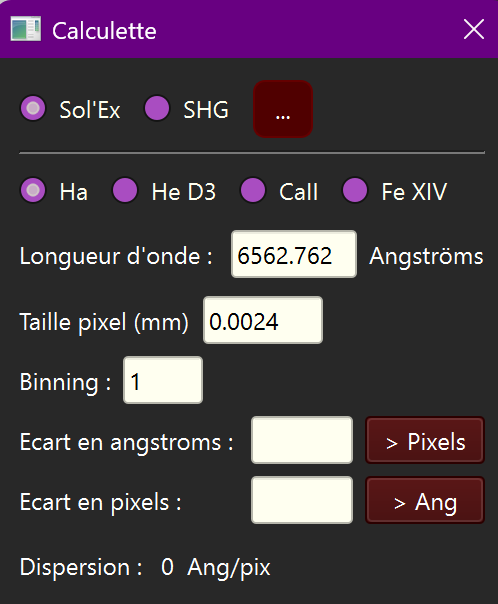 Calculette
Sol'Ex SHG ...
Ha He D3 CaII Fe XIV
Longueur d'onde : 6562.762 Angströms
Taille pixel (mm) 0.0024
Binning : 1
Ecart en angstroms : > Pixels
Ecart en pixels : > Ang
Dispersion : 0 Ang/pix